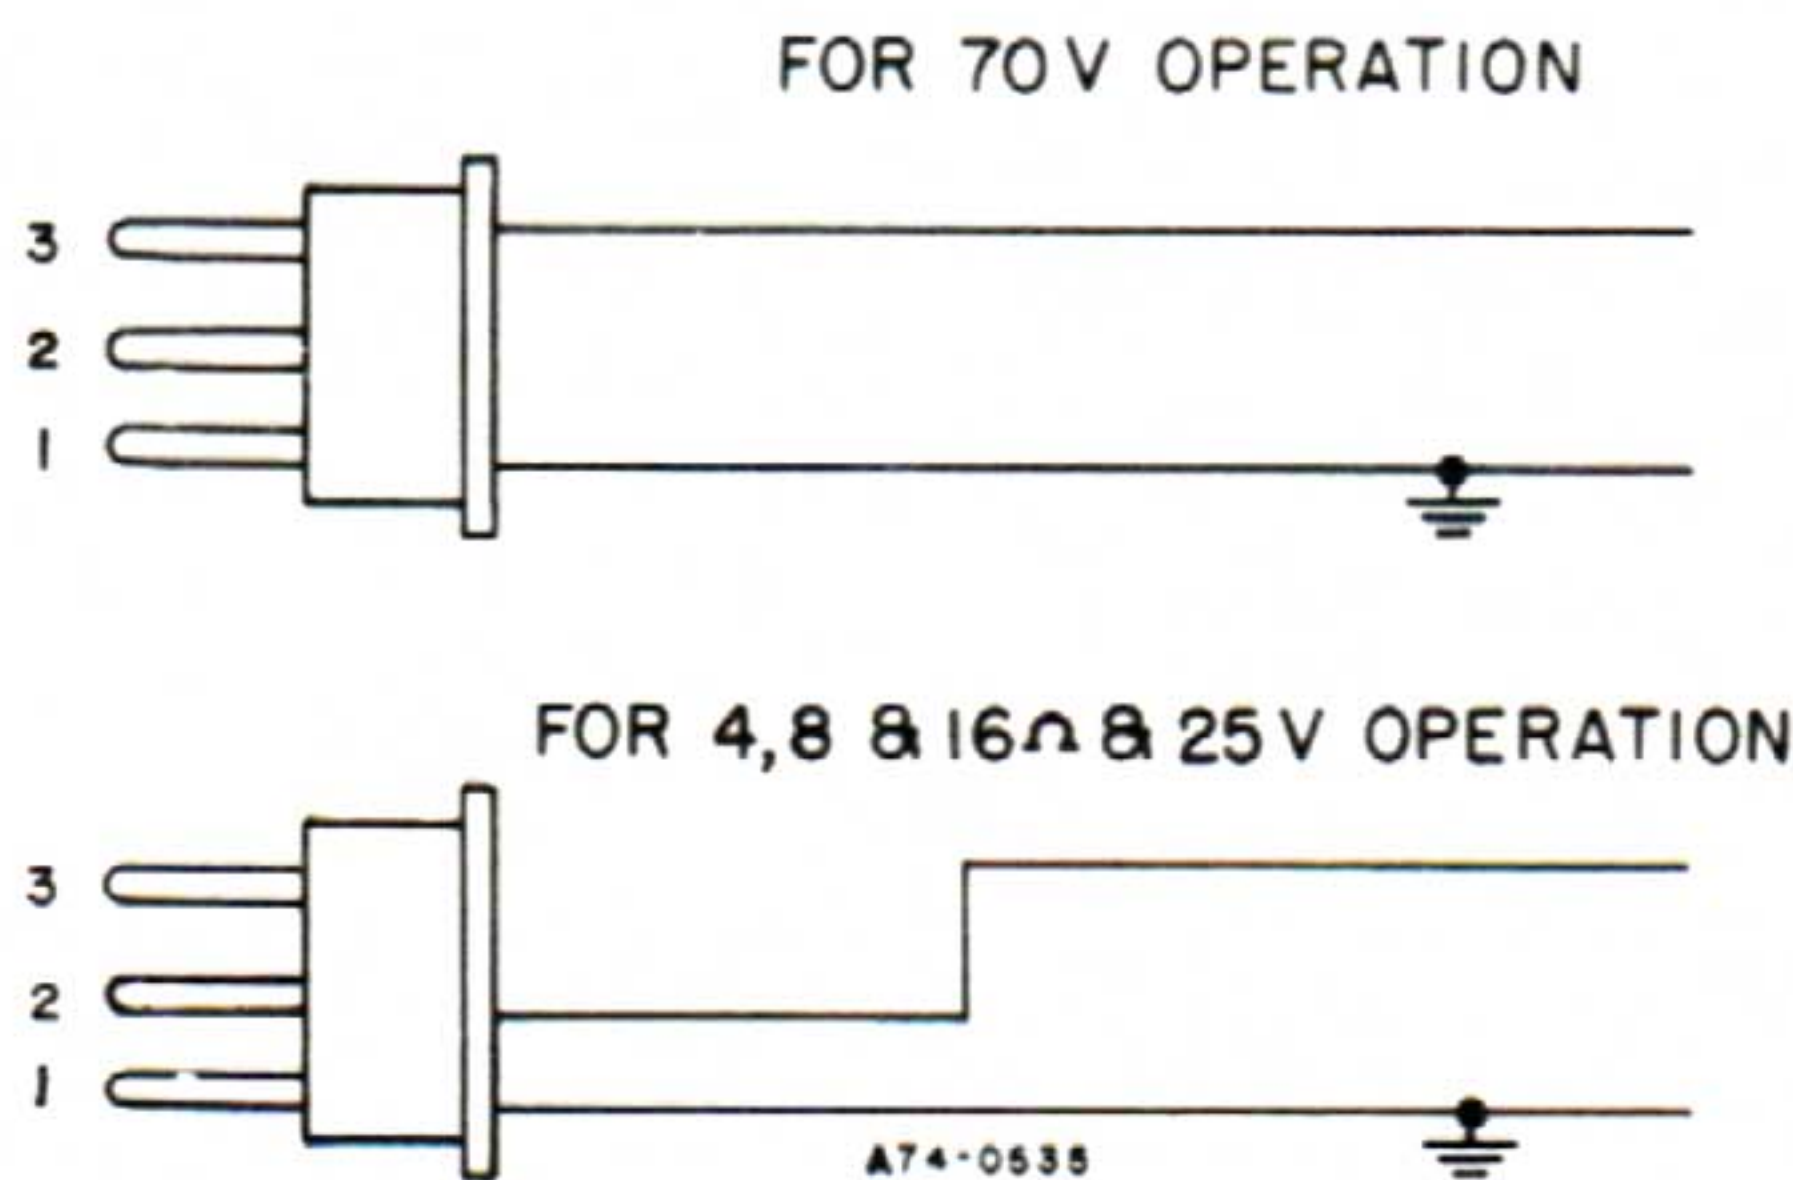 FOR 70V OPERATION
3
2
1
FOR 4,8 & 16Ω & 25V OPERATION
3
2
1
A74-0535